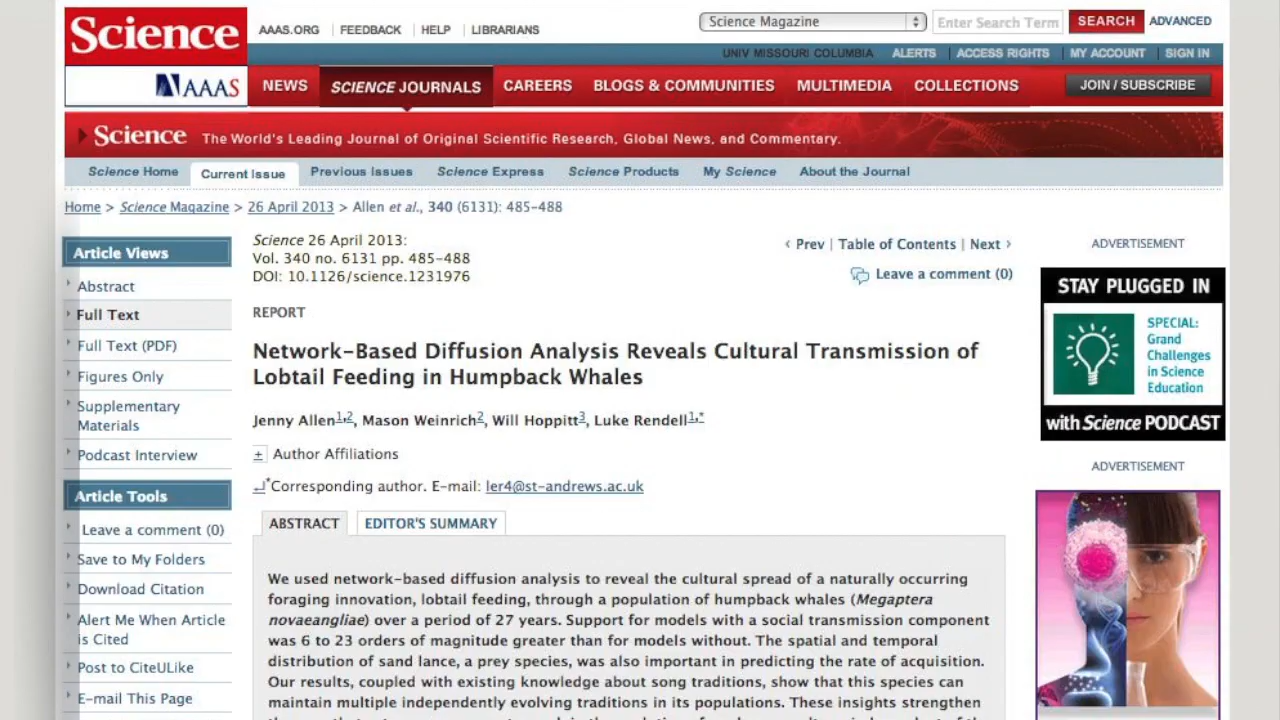 Science
AAAS.ORG | FEEDBACK | HELP | LIBRARIANS
Science Magazine
Enter Search Term
SEARCH
ADVANCED
UNIV MISSOURI COLUMBIA ALERTS | ACCESS RIGHTS | MY ACCOUNT | SIGN IN
AAAS
NEWS
SCIENCE JOURNALS
CAREERS
BLOGS & COMMUNITIES
MULTIMEDIA
COLLECTIONS
JOIN / SUBSCRIBE
Science The World's Leading Journal of Original Scientific Research, Global News, and Commentary.
Science Home
Current Issue
Previous Issues
Science Express
Science Products
My Science
About the Journal
Home > Science Magazine > 26 April 2013 > Allen et al., 340 (6131): 485-488
Article Views
Abstract
Full Text
Full Text (PDF)
Figures Only
Supplementary
Materials
Podcast Interview
Article Tools
Leave a comment (0)
Save to My Folders
Download Citation
Alert Me When Article
is Cited
Post to CiteULike
E-mail This Page
Science 26 April 2013:
Vol. 340 no. 6131 pp. 485-488
DOI: 10.1126/science.1231976
‹ Prev | Table of Contents | Next ›
Leave a comment (0)
REPORT
Network-Based Diffusion Analysis Reveals Cultural Transmission of
Lobtail Feeding in Humpback Whales
Jenny Allen1,2, Mason Weinrich2, Will Hoppitt3, Luke Rendell1,*
+ Author Affiliations
↵*Corresponding author. E-mail: ler4@st-andrews.ac.uk
ABSTRACT
EDITOR'S SUMMARY
We used network-based diffusion analysis to reveal the cultural spread of a naturally occurring
foraging innovation, lobtail feeding, through a population of humpback whales (Megaptera
novaeangliae) over a period of 27 years. Support for models with a social transmission component
was 6 to 23 orders of magnitude greater than for models without. The spatial and temporal
distribution of sand lance, a prey species, was also important in predicting the rate of acquisition.
Our results, coupled with existing knowledge about song traditions, show that this species can
maintain multiple independently evolving traditions in its populations. These insights strengthen
ADVERTISEMENT
STAY PLUGGED IN
SPECIAL:
Grand
Challenges
in Science
Education
with Science PODCAST
ADVERTISEMENT